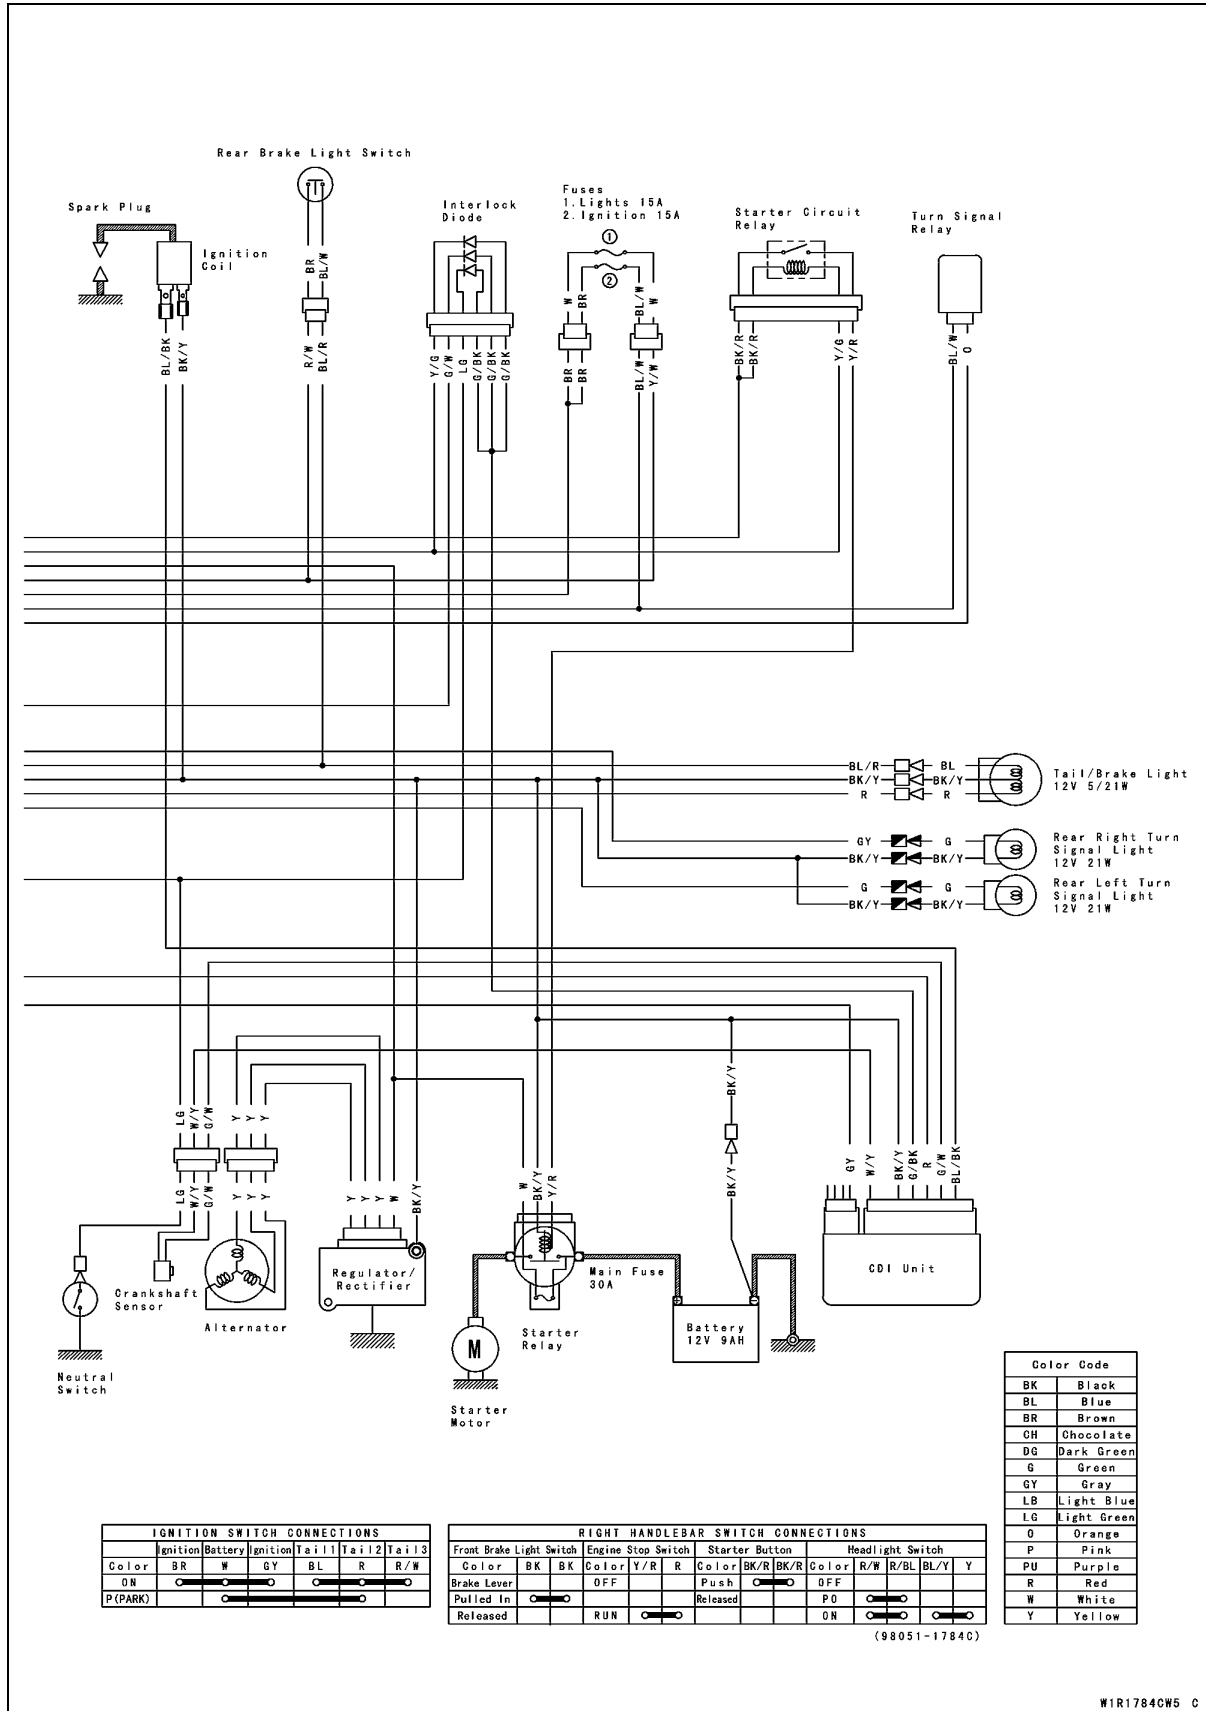 Rear Brake Light Switch
Spark Plug
Ignition
Coil
Interlock
Diode
Fuses
1.Lights 15A
2.Ignition 15A
1
2
Starter Circuit
Relay
Turn Signal
Relay
BR
BL/W
W
BR
BL/W
W
BL/BK
BK/Y
R/W
BL/R
Y/G
G/W
LG
G/BK
G/BK
G/BK
BR
BR
BL/W
Y/W
BK/R
BK/R
Y/G
Y/R
BL/W
O
BL/R
BL
BK/Y
BK/Y
R
R
Tail/Brake Light
12V 5/21W
GY
G
BK/Y
BK/Y
Rear Right Turn
Signal Light
12V 21W
G
G
BK/Y
BK/Y
Rear Left Turn
Signal Light
12V 21W
LG
W/Y
G/W
Y
Y
Y
BK/Y
LG
W/Y
G/W
Y
Y
Y
Y
Y
Y
W
BK/Y
W
BK/Y
Y/R
BK/Y
GY
W/Y
BK/Y
G/BK
R
G/W
BL/BK
Crankshaft
Sensor
Alternator
Regulator/
Rectifier
Main Fuse
30A
CDI Unit
Neutral
Switch
M
Starter
Relay
Battery
12V 9AH
Starter
Motor
Color Code
BK Black
BL Blue
BR Brown
CH Chocolate
DG Dark Green
G Green
GY Gray
LB Light Blue
LG Light Green
O Orange
P Pink
PU Purple
R Red
W White
Y Yellow
IGNITION SWITCH CONNECTIONS
Ignition Battery Ignition Tail1 Tail2 Tail3
Color BR W GY BL R R/W
ON
P(PARK)
RIGHT HANDLEBAR SWITCH CONNECTIONS
Front Brake Light Switch Engine Stop Switch Starter Button Headlight Switch
Color BK BK Color Y/R R Color BK/R BK/R Color R/W R/BL BL/Y Y
Brake Lever OFF Push OFF
Pulled In Released PO
Released RUN ON
(98051-1784C)
W1R1784CW5 C